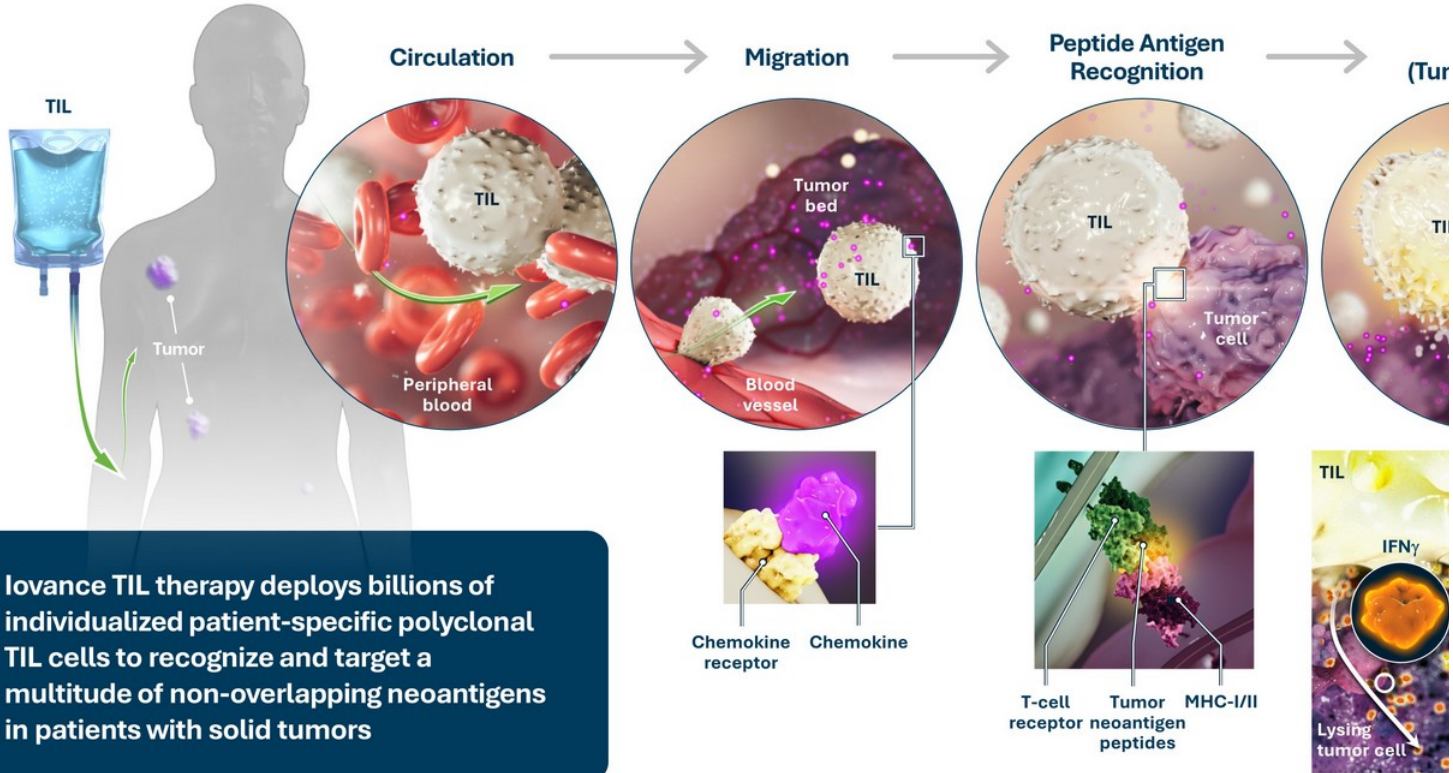 TIL
Tumor
Circulation
TIL
Peripheral
blood
Migration
Tumor
bed
TIL
Blood
vessel
Chemokine
receptor
Chemokine
Peptide Antigen
Recognition
TIL
Tumor
cell
T-cell
receptor
Tumor
neoantigen
peptides
MHC-I/II
TIL
IFNγ
Lysing
tumor cell
Iovance TIL therapy deploys billions of
individualized patient-specific polyclonal
TIL cells to recognize and target a
multitude of non-overlapping neoantigens
in patients with solid tumors